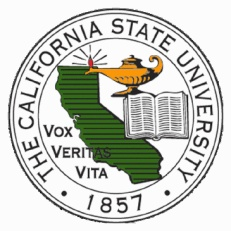 THE CALIFORNIA STATE UNIVERSITY
VOX
VERITAS
VITA
• 1857 •